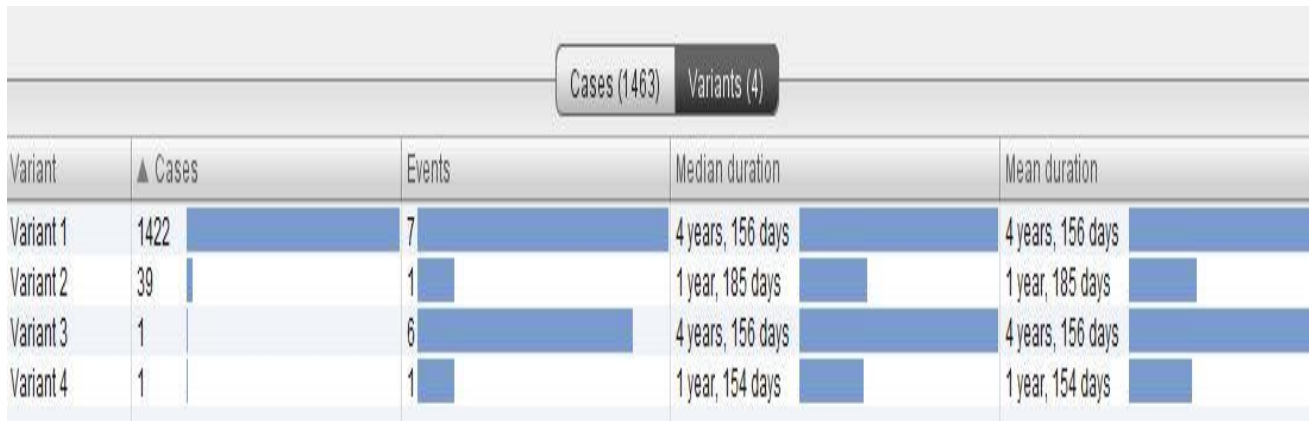 Cases (1463) Variants (4)
Variant ▲ Cases Events Median duration Mean duration
Variant 1 1422 7 4 years, 156 days 4 years, 156 days
Variant 2 39 1 1 year, 185 days 1 year, 185 days
Variant 3 1 6 4 years, 156 days 4 years, 156 days
Variant 4 1 1 1 year, 154 days 1 year, 154 days